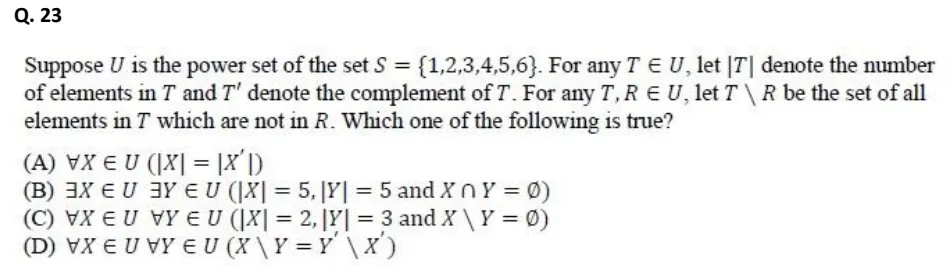 Q. 23
Suppose U is the power set of the set S = {1,2,3,4,5,6}. For any T ∈ U, let |T| denote the number
of elements in T and T′ denote the complement of T. For any T, R ∈ U, let T \ R be the set of all
elements in T which are not in R. Which one of the following is true?
(A) ∀X ∈ U (|X| = |X′|)
(B) ∃X ∈ U ∃Y ∈ U (|X| = 5, |Y| = 5 and X ∩ Y = ∅)
(C) ∀X ∈ U ∀Y ∈ U (|X| = 2, |Y| = 3 and X \ Y = ∅)
(D) ∀X ∈ U ∀Y ∈ U (X \ Y = Y′ \ X′)